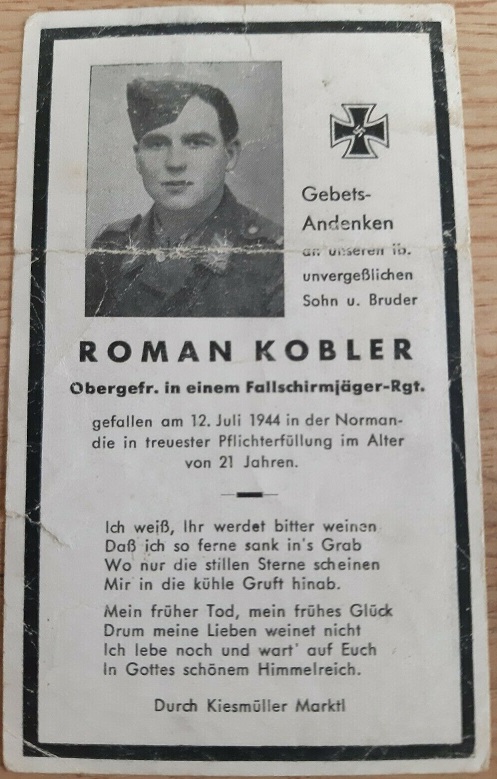 Gebets-
Andenken
an unseren lb.
unvergeßlichen
Sohn u. Bruder
ROMAN KOBLER
Obergefr. in einem Fallschirmjäger-Rgt.
gefallen am 12. Juli 1944 in der Norman-
die in treuester Pflichterfüllung im Alter
von 21 Jahren.
Ich weiß, Ihr werdet bitter weinen
Daß ich so ferne sank in's Grab
Wo nur die stillen Sterne scheinen
Mir in die kühle Gruft hinab.
Mein früher Tod, mein frühes Glück
Drum meine Lieben weinet nicht
Ich lebe noch und wart' auf Euch
In Gottes schönem Himmelreich.
Durch Kiesmüller Marktl